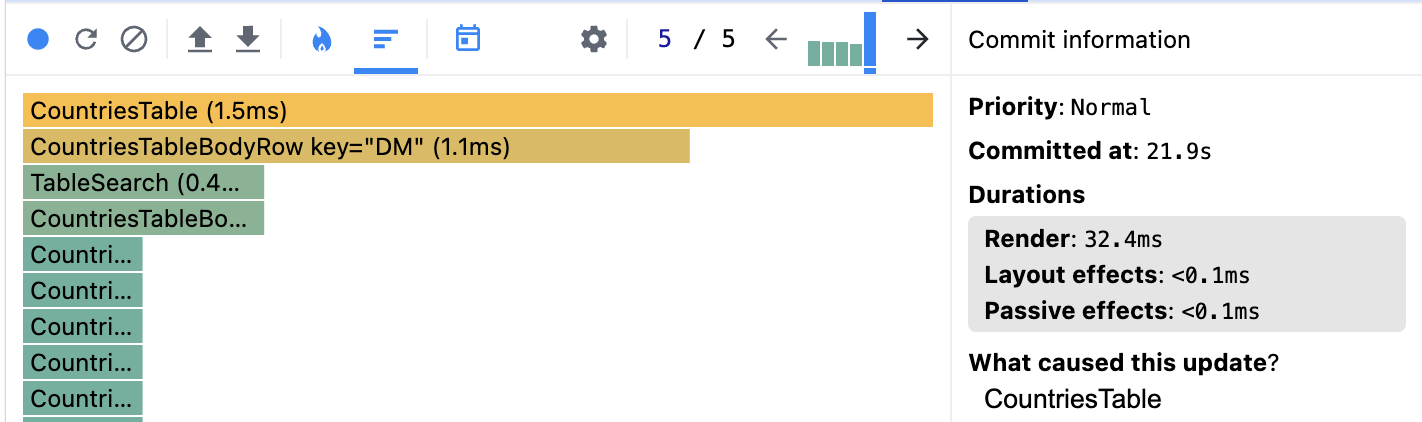 5 / 5
Commit information
CountriesTable (1.5ms)
CountriesTableBodyRow key="DM" (1.1ms)
TableSearch (0.4...
CountriesTableBo...
Countri...
Countri...
Countri...
Countri...
Countri...
Priority: Normal
Committed at: 21.9s
Durations
Render: 32.4ms
Layout effects: <0.1ms
Passive effects: <0.1ms
What caused this update?
CountriesTable